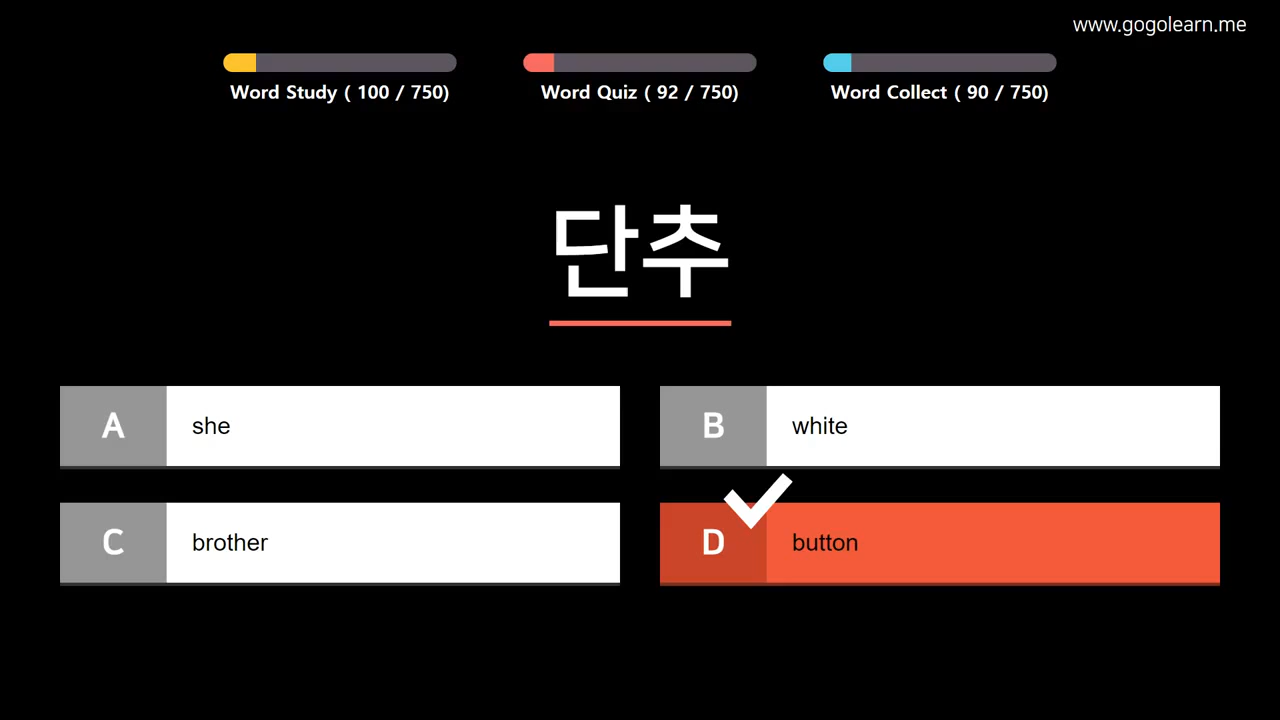 www.gogolearn.me
Word Study ( 100 / 750)
Word Quiz ( 92 / 750)
Word Collect ( 90 / 750)
단추
A she
B white
C brother
D button